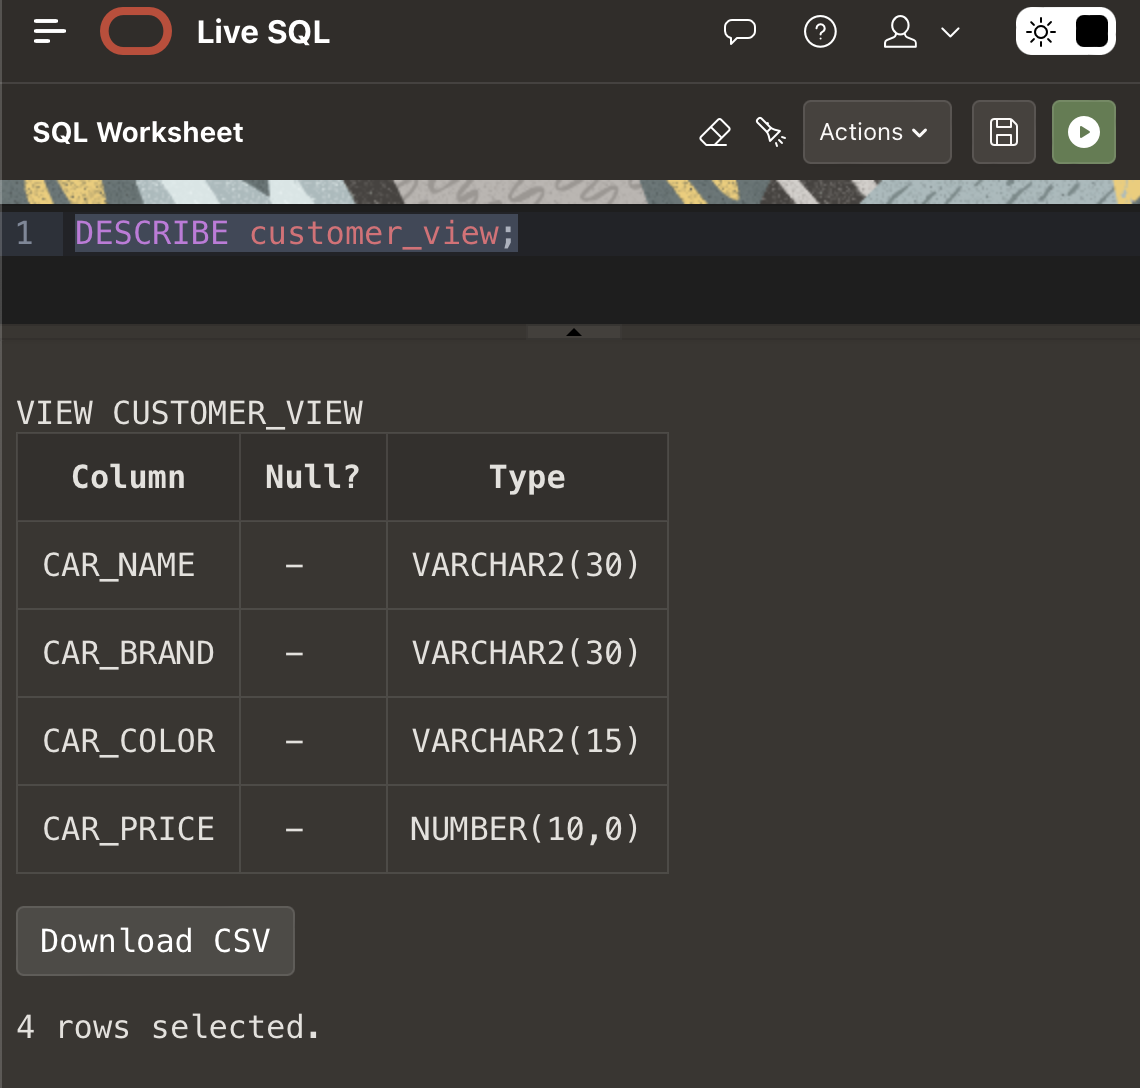 Live SQL
SQL Worksheet
Actions
1 DESCRIBE customer_view;
VIEW CUSTOMER_VIEW
Column Null? Type
CAR_NAME – VARCHAR2(30)
CAR_BRAND – VARCHAR2(30)
CAR_COLOR – VARCHAR2(15)
CAR_PRICE – NUMBER(10,0)
Download CSV
4 rows selected.